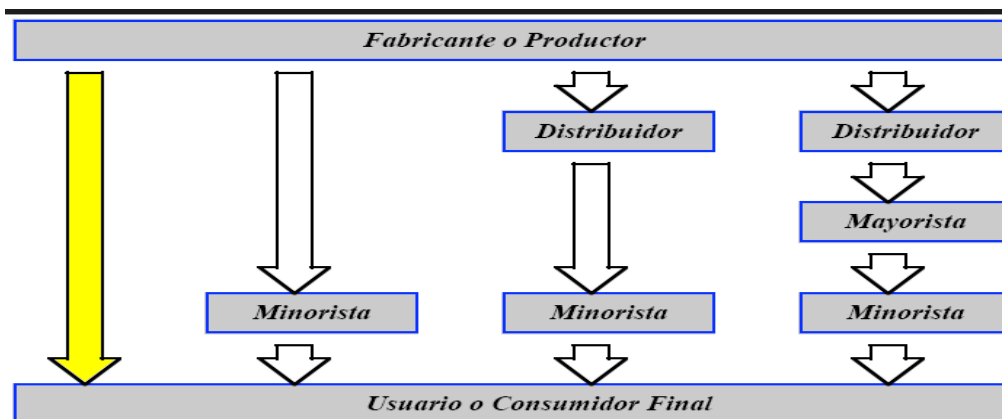 Fabricante o Productor
Distribuidor
Distribuidor
Mayorista
Minorista
Minorista
Minorista
Usuario o Consumidor Final